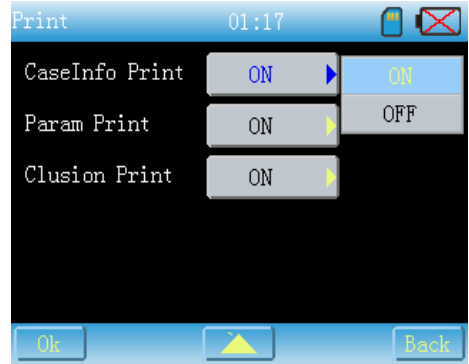 Print 01:17
CaseInfo Print ON ON
OFF
Param Print ON
Clusion Print ON
Ok Back